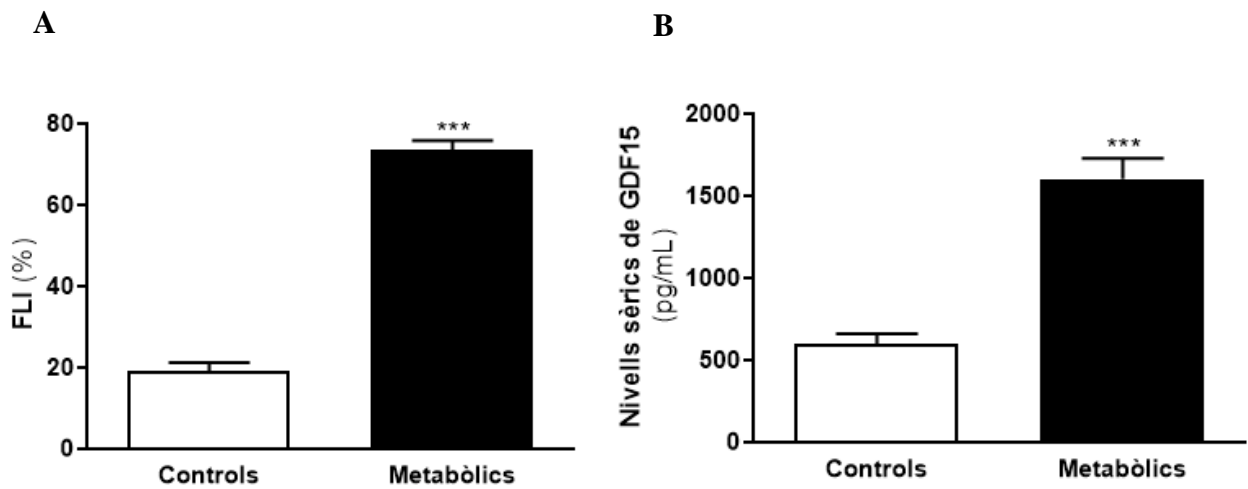 A
FLI (%)
80
60
40
20
0
***
Controls
Metabòlics
B
Nivells sèrics de GDF15
(pg/mL)
2000
1500
1000
500
0
***
Controls
Metabòlics